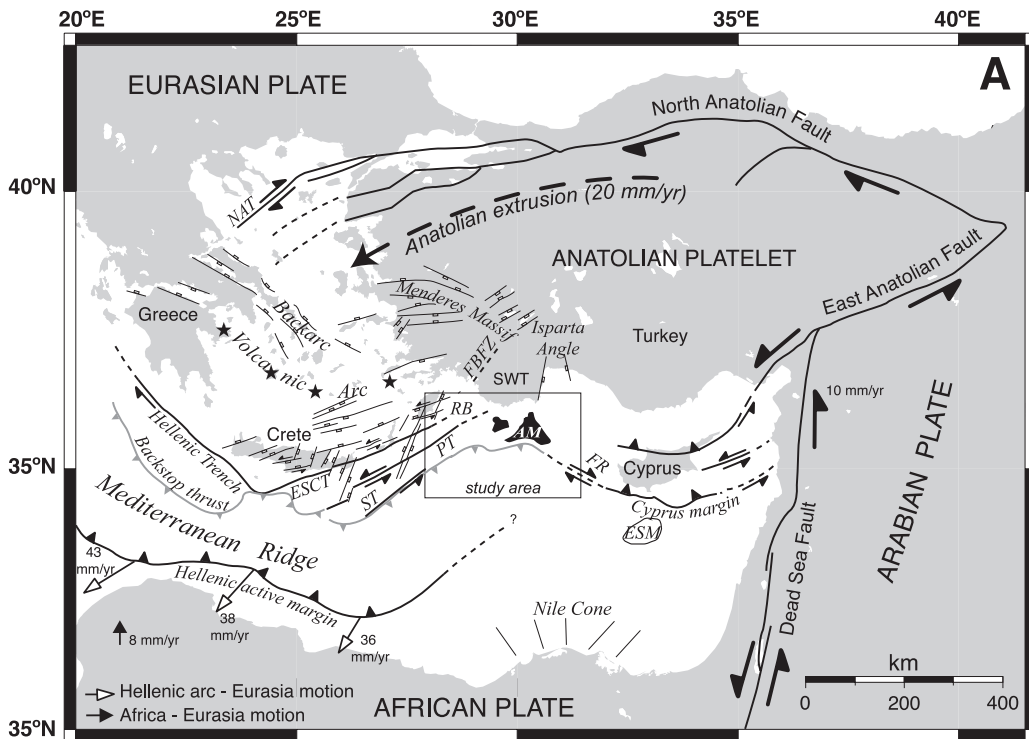 20°E
25°E
30°E
35°E
40°E
A
EURASIAN PLATE
North Anatolian Fault
40°N
NAT
Anatolian extrusion (20 mm/yr)
ANATOLIAN PLATELET
East Anatolian Fault
Greece
Backarc
Menderes Massif
Isparta
Angle
Turkey
FBFZ
SWT
Volcanic
Arc
10 mm/yr
ARABIAN PLATE
RB
AM
PT
Crete
Hellenic Trench
Backstop thrust
35°N
ESCT
ST
study area
FR
Cyprus
Cyprus margin
ESM
Mediterranean Ridge
?
43
mm/yr
Hellenic active margin
38
mm/yr
36
mm/yr
8 mm/yr
Nile Cone
Dead Sea Fault
km
0
200
400
Hellenic arc - Eurasia motion
Africa - Eurasia motion
AFRICAN PLATE
35°N